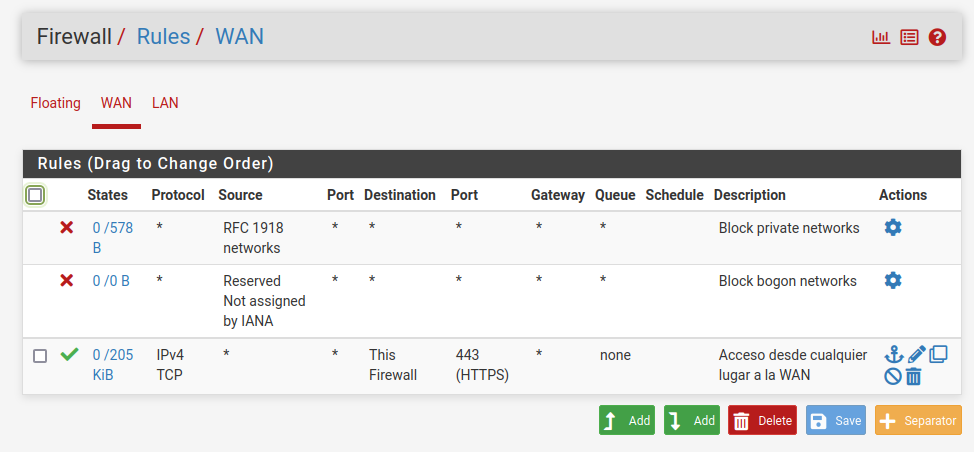 Firewall / Rules / WAN
Floating WAN LAN
Rules (Drag to Change Order)
States Protocol Source Port Destination Port Gateway Queue Schedule Description Actions
0 /578 * RFC 1918 * * * * * Block private networks
B networks
0 /0 B * Reserved * * * * * Block bogon networks
Not assigned
by IANA
0 /205 IPv4 * * This 443 * none Acceso desde cualquier
KiB TCP Firewall (HTTPS) lugar a la WAN
Add Add Delete Save Separator